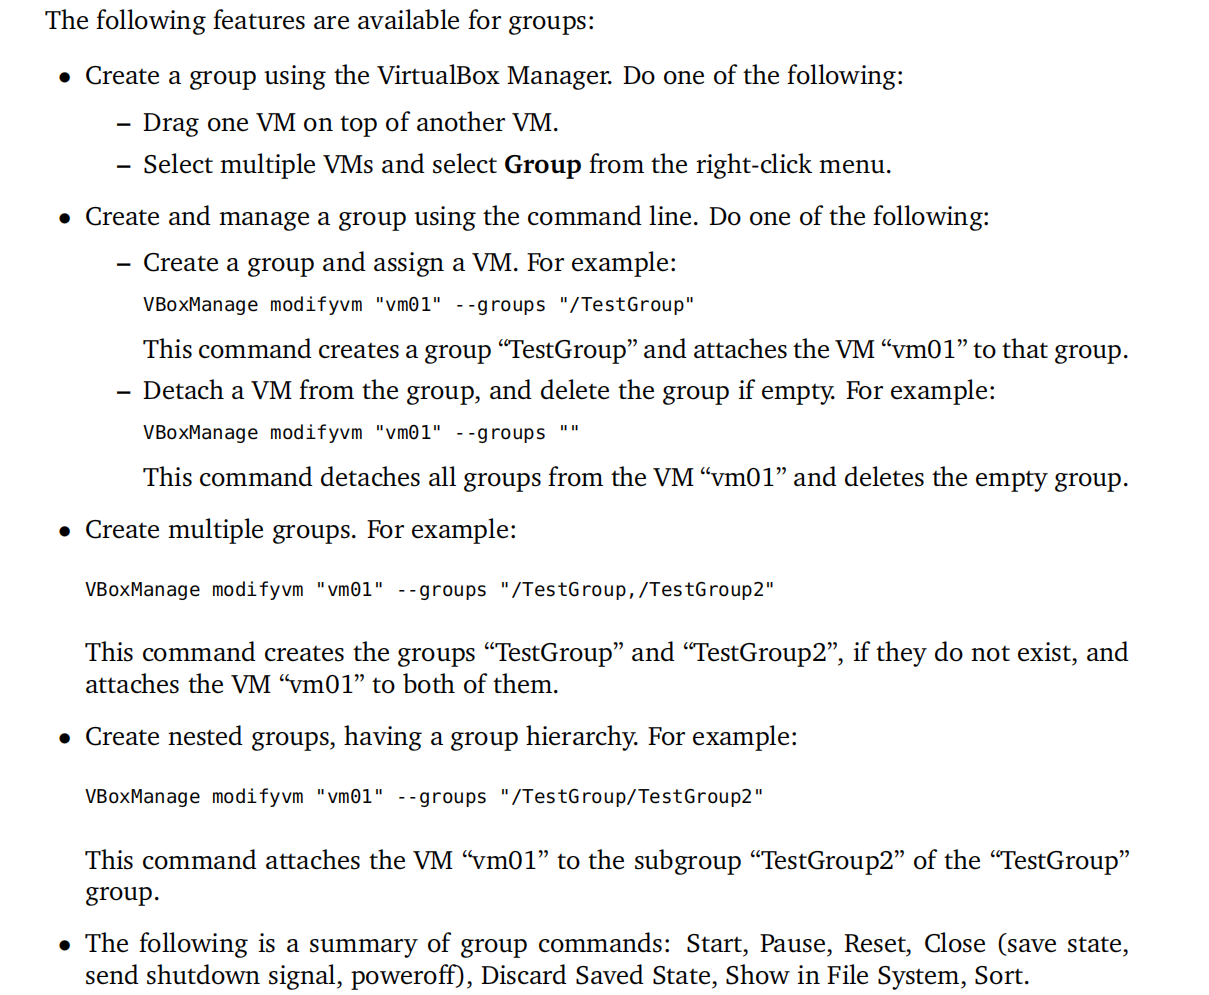 The following features are available for groups:
• Create a group using the VirtualBox Manager. Do one of the following:
– Drag one VM on top of another VM.
– Select multiple VMs and select Group from the right-click menu.
• Create and manage a group using the command line. Do one of the following:
– Create a group and assign a VM. For example:
VBoxManage modifyvm "vm01" --groups "/TestGroup"
This command creates a group “TestGroup” and attaches the VM “vm01” to that group.
– Detach a VM from the group, and delete the group if empty. For example:
VBoxManage modifyvm "vm01" --groups ""
This command detaches all groups from the VM “vm01” and deletes the empty group.
• Create multiple groups. For example:
VBoxManage modifyvm "vm01" --groups "/TestGroup,/TestGroup2"
This command creates the groups “TestGroup” and “TestGroup2”, if they do not exist, and
attaches the VM “vm01” to both of them.
• Create nested groups, having a group hierarchy. For example:
VBoxManage modifyvm "vm01" --groups "/TestGroup/TestGroup2"
This command attaches the VM “vm01” to the subgroup “TestGroup2” of the “TestGroup”
group.
• The following is a summary of group commands: Start, Pause, Reset, Close (save state,
send shutdown signal, poweroff), Discard Saved State, Show in File System, Sort.